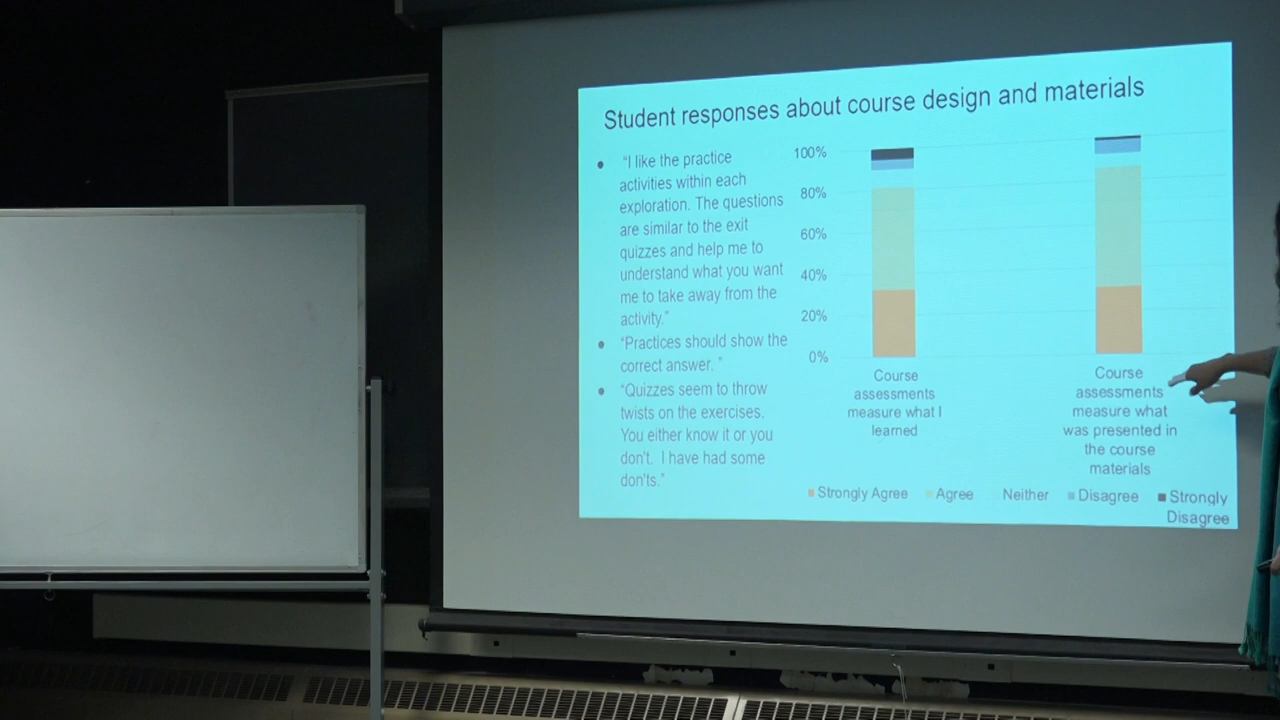 Student responses about course design and materials
• “I like the practice
activities within each
exploration. The questions
are similar to the exit
quizzes and help me to
understand what you want
me to take away from the
activity.”
• “Practices should show the
correct answer. ”
• “Quizzes seem to throw
twists on the exercises.
You either know it or you
don't. I have had some
don'ts.”
100%
80%
60%
40%
20%
0%
Course
assessments
measure what I
learned
Course
assessments
measure what
was presented in
the course
materials
Strongly Agree Agree Neither Disagree Strongly
Disagree